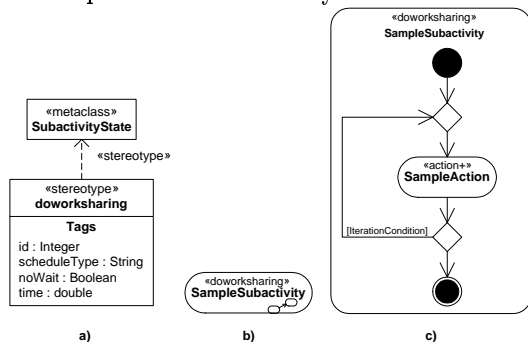 «metaclass»
SubactivityState
«stereotype»
«stereotype»
doworksharing
Tags
id : Integer
scheduleType : String
noWait : Boolean
time : double
a)
«doworksharing»
SampleSubactivity
b)
«doworksharing»
SampleSubactivity
«action+»
SampleAction
[IterationCondition]
c)